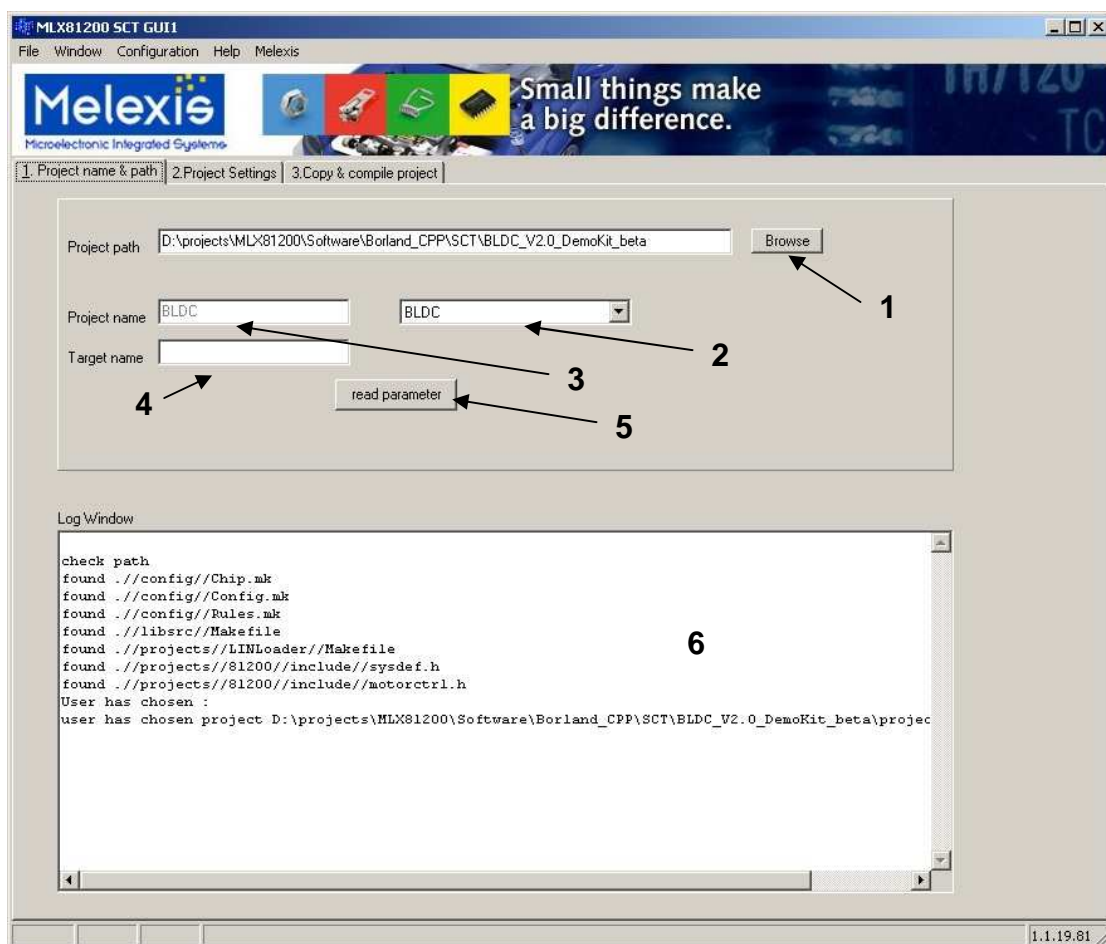 MLX81200 SCT GUI1
File Window Configuration Help Melexis
Melexis
Microelectronic Integrated Systems
Small things make
a big difference.
TH7120
TC
1. Project name & path 2.Project Settings 3.Copy & compile project
Project path D:\projects\MLX81200\Software\Borland_CPP\SCT\BLDC_V2.0_DemoKit_beta Browse
1
Project name BLDC BLDC
2
Target name
3
4
read parameter
5
Log Window
check path
found .//config//Chip.mk
found .//config//Config.mk
found .//config//Rules.mk
found .//libsrc//Makefile
found .//projects//LINLoader//Makefile
found .//projects//81200//include//sysdef.h
found .//projects//81200//include//motorctrl.h
User has chosen :
user has chosen project D:\projects\MLX81200\Software\Borland_CPP\SCT\BLDC_V2.0_DemoKit_beta\projec
6
1.1.19.81